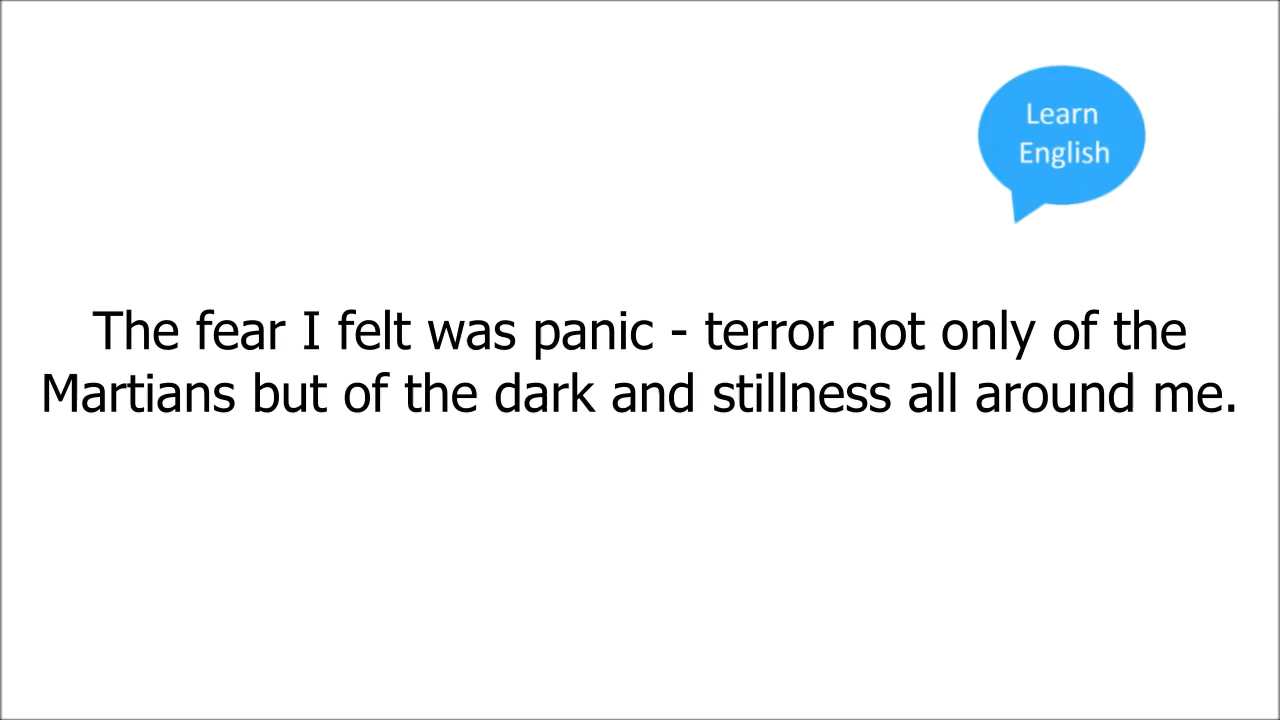 Learn
English
The fear I felt was panic - terror not only of the
Martians but of the dark and stillness all around me.